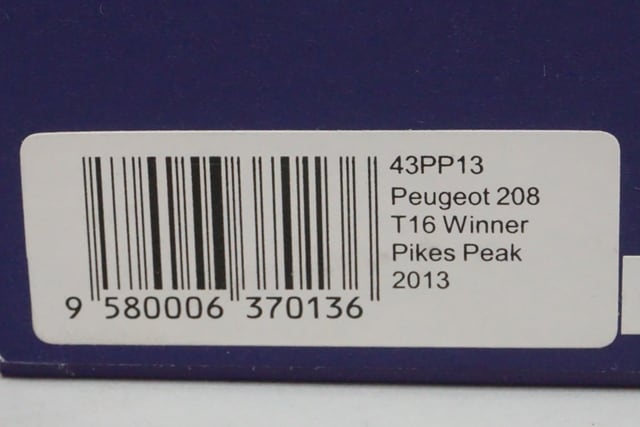 43PP13
Peugeot 208
T16 Winner
Pikes Peak
2013
9 580006 370136